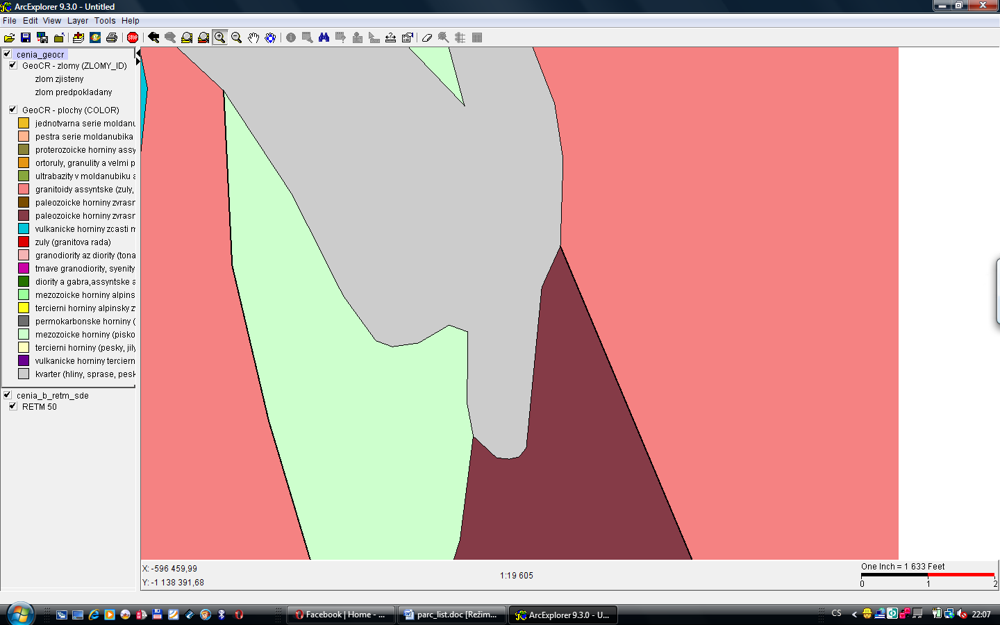 ArcExplorer 9.3.0 - Untitled
File Edit View Layer Tools Help
STOP
cenia_geocr
GeoCR - zlomy (ZLOMY_ID)
zlom zjisteny
zlom predpokladany
GeoCR - plochy (COLOR)
jednotvarna serie moldanu
pestra serie moldanubika
proterozoicke horniny assy
ortoruly, granulity a velmi p
ultrabazity v moldanubiku a
granitoidy assyntske (zuly,
paleozoicke horniny zvrasr
paleozoicke horniny zvrasr
vulkanicke horniny zcasti m
zuly (granitova rada)
granodiority az diority (tona
tmave granodiority, syenity
diority a gabra,assyntske a
mezozoicke horniny alpins
tercierni horniny alpinsky z
permokarbonske horniny (
mezozoicke horniny (pisko
tercierni horniny (pesky, jily
vulkanicke horniny terciern
kvarter (hliny, sprase, pesk
cenia_b_retm_sde
RETM 50
X: -596 459,99
Y: -1 138 391,68
1:19 605
One Inch = 1 633 Feet
0 1 2
Facebook | Home - ...
parc_list.doc [Režim...
ArcExplorer 9.3.0 - U...
CS
22:07